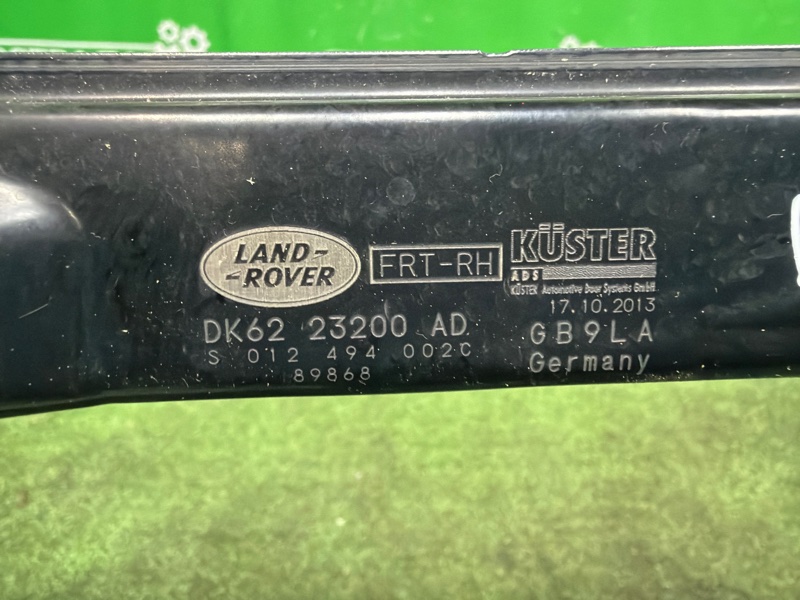 LAND-
-ROVER
FRT-RH
KÜSTER
ADS
KÜSTER Automotive Door Systems GmbH
17.10.2013
DK62 23200 AD
GB9LA
S 012 494 002C
Germany
89868